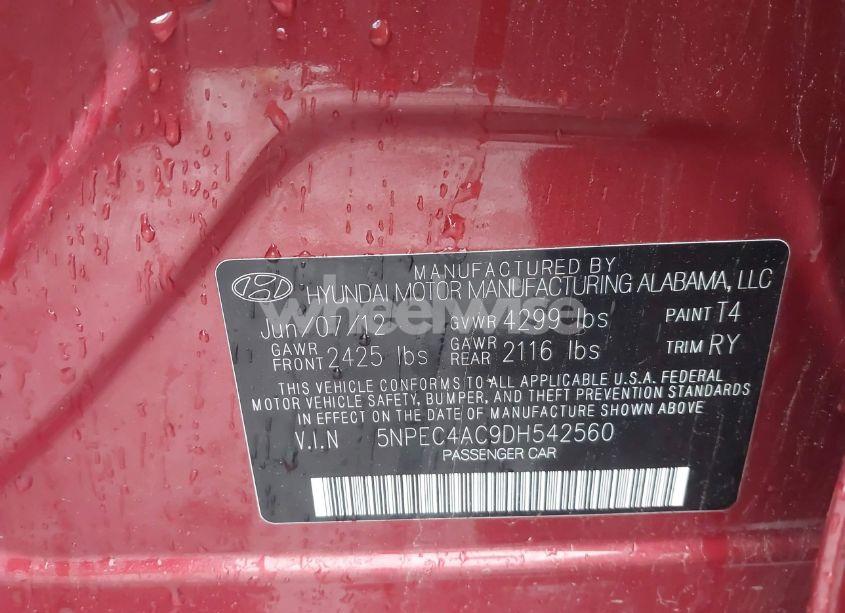 MANUFACTURED BY
HYUNDAI MOTOR MANUFACTURING ALABAMA, LLC
Jun/07/12 GVWR 4299 lbs PAINT T4
GAWR FRONT 2425 lbs GAWR REAR 2116 lbs TRIM RY
THIS VEHICLE CONFORMS TO ALL APPLICABLE U.S.A. FEDERAL
MOTOR VEHICLE SAFETY, BUMPER, AND THEFT PREVENTION STANDARDS
IN EFFECT ON THE DATE OF MANUFACTURE SHOWN ABOVE
V.I.N 5NPEC4AC9DH542560
PASSENGER CAR
wheelwise